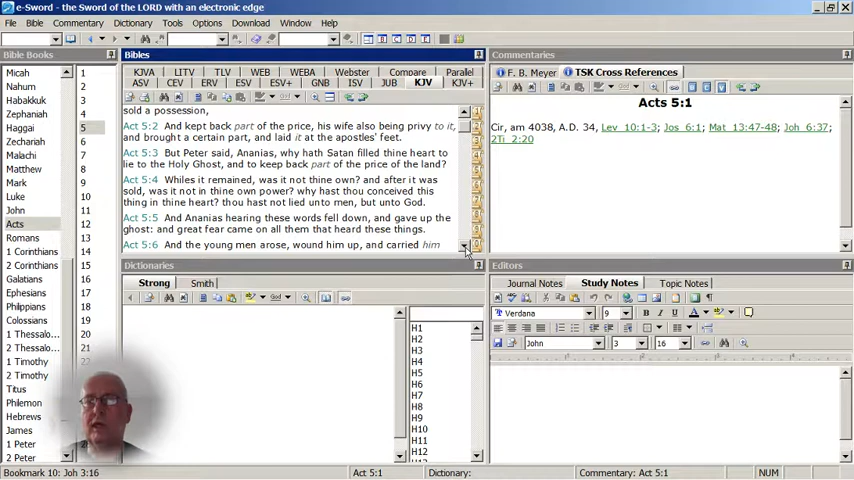 e-Sword - the Sword of the LORD with an electronic edge
File Bible Commentary Dictionary Tools Options Download Window Help
Bible Books
Micah
Nahum
Habakkuk
Zephaniah
Haggai
Zechariah
Malachi
Matthew
Mark
Luke
John
Acts
Romans
1 Corinthians
2 Corinthians
Galatians
Ephesians
Philippians
Colossians
1 Thessalo...
2 Thessalo...
1 Timothy
2 Timothy
Titus
Philemon
Hebrews
James
1 Peter
2 Peter
1
2
3
4
5
6
7
8
9
10
11
12
13
14
15
16
17
18
19
20
21
22
Bibles
KJVA LITV TLV WEB WEBA Webster Compare Parallel
ASV CEV ERV ESV ESV+ GNB ISV JUB KJV KJV+
sold a possession,
Act 5:2 And kept back part of the price, his wife also being privy to it,
and brought a certain part, and laid it at the apostles' feet.
Act 5:3 But Peter said, Ananias, why hath Satan filled thine heart to
lie to the Holy Ghost, and to keep back part of the price of the land?
Act 5:4 Whiles it remained, was it not thine own? and after it was
sold, was it not in thine own power? why hast thou conceived this
thing in thine heart? thou hast not lied unto men, but unto God.
Act 5:5 And Ananias hearing these words fell down, and gave up the
ghost: and great fear came on all them that heard these things.
Act 5:6 And the young men arose, wound him up, and carried him
Commentaries
F. B. Meyer TSK Cross References
Acts 5:1
Cir, am 4038, A.D. 34, Lev 10:1-3; Jos 6:1; Mat 13:47-48; Joh 6:37;
2Ti 2:20
Dictionaries
Strong Smith
H1
H2
H3
H4
H5
H6
H7
H8
H9
H10
H11
H12
Editors
Journal Notes Study Notes Topic Notes
Verdana 9 B I U A
John 3 16
Bookmark 10: Joh 3:16 Act 5:1 Dictionary: Commentary: Act 5:1 NUM